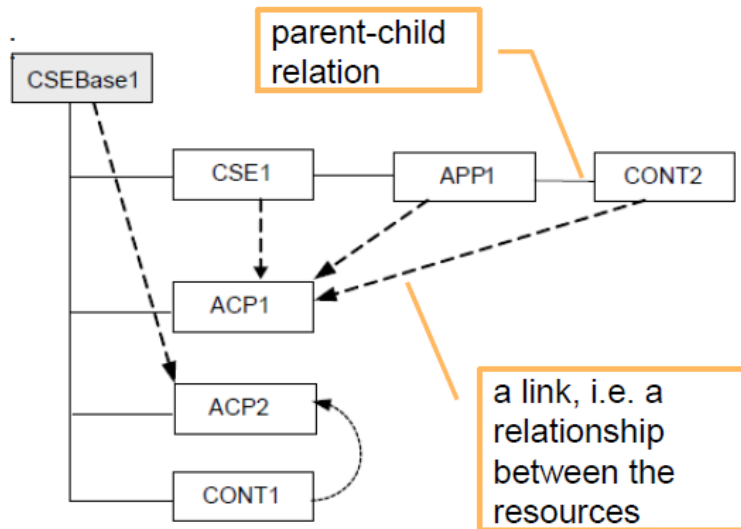 parent-child
relation
CSEBase1
CSE1
APP1
CONT2
ACP1
ACP2
CONT1
a link, i.e. a
relationship
between the
resources